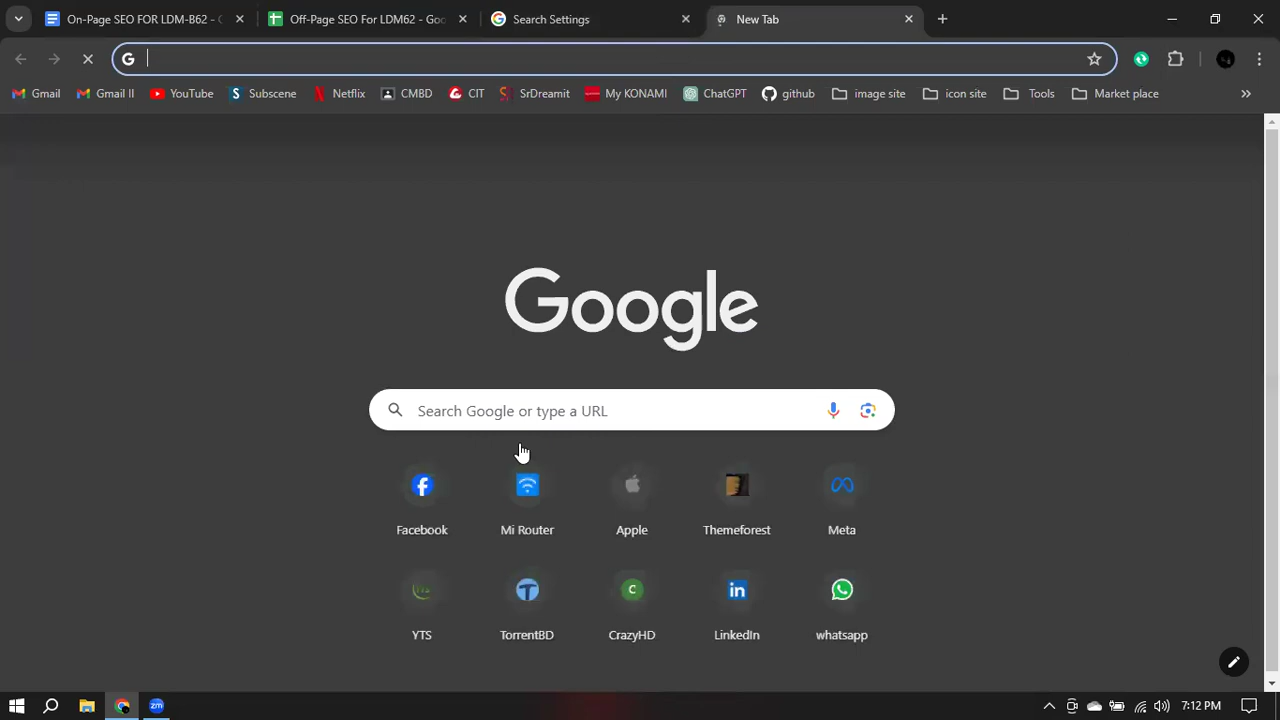 On-Page SEO FOR LDM-B62 - G
Off-Page SEO For LDM62 - Goo
Search Settings
New Tab
Gmail
Gmail II
YouTube
Subscene
Netflix
CMBD
CIT
SrDreamit
My KONAMI
ChatGPT
github
image site
icon site
Tools
Market place
Google
Search Google or type a URL
Facebook
Mi Router
Apple
Themeforest
Meta
YTS
TorrentBD
C
CrazyHD
LinkedIn
whatsapp
zm
7:12 PM